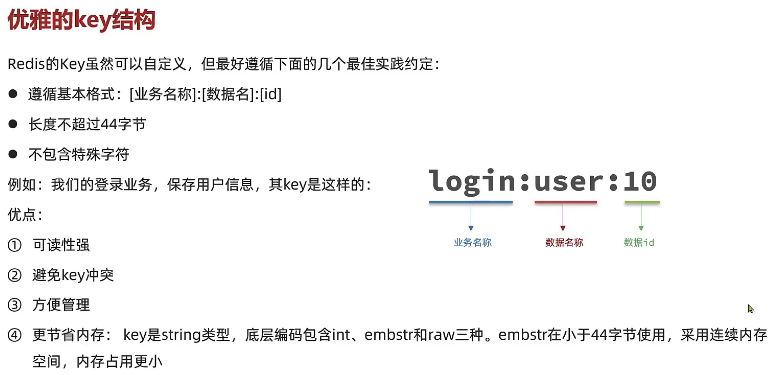 优雅的key结构
Redis的Key虽然可以自定义，但最好遵循下面的几个最佳实践约定：
● 遵循基本格式：[业务名称]:[数据名]:[id]
● 长度不超过44字节
● 不包含特殊字符
例如：我们的登录业务，保存用户信息，其key是这样的：
login:user:10
业务名称 数据名称 数据id
优点：
① 可读性强
② 避免key冲突
③ 方便管理
④ 更节省内存： key是string类型，底层编码包含int、embstr和raw三种。embstr在小于44字节使用，采用连续内存
空间，内存占用更小